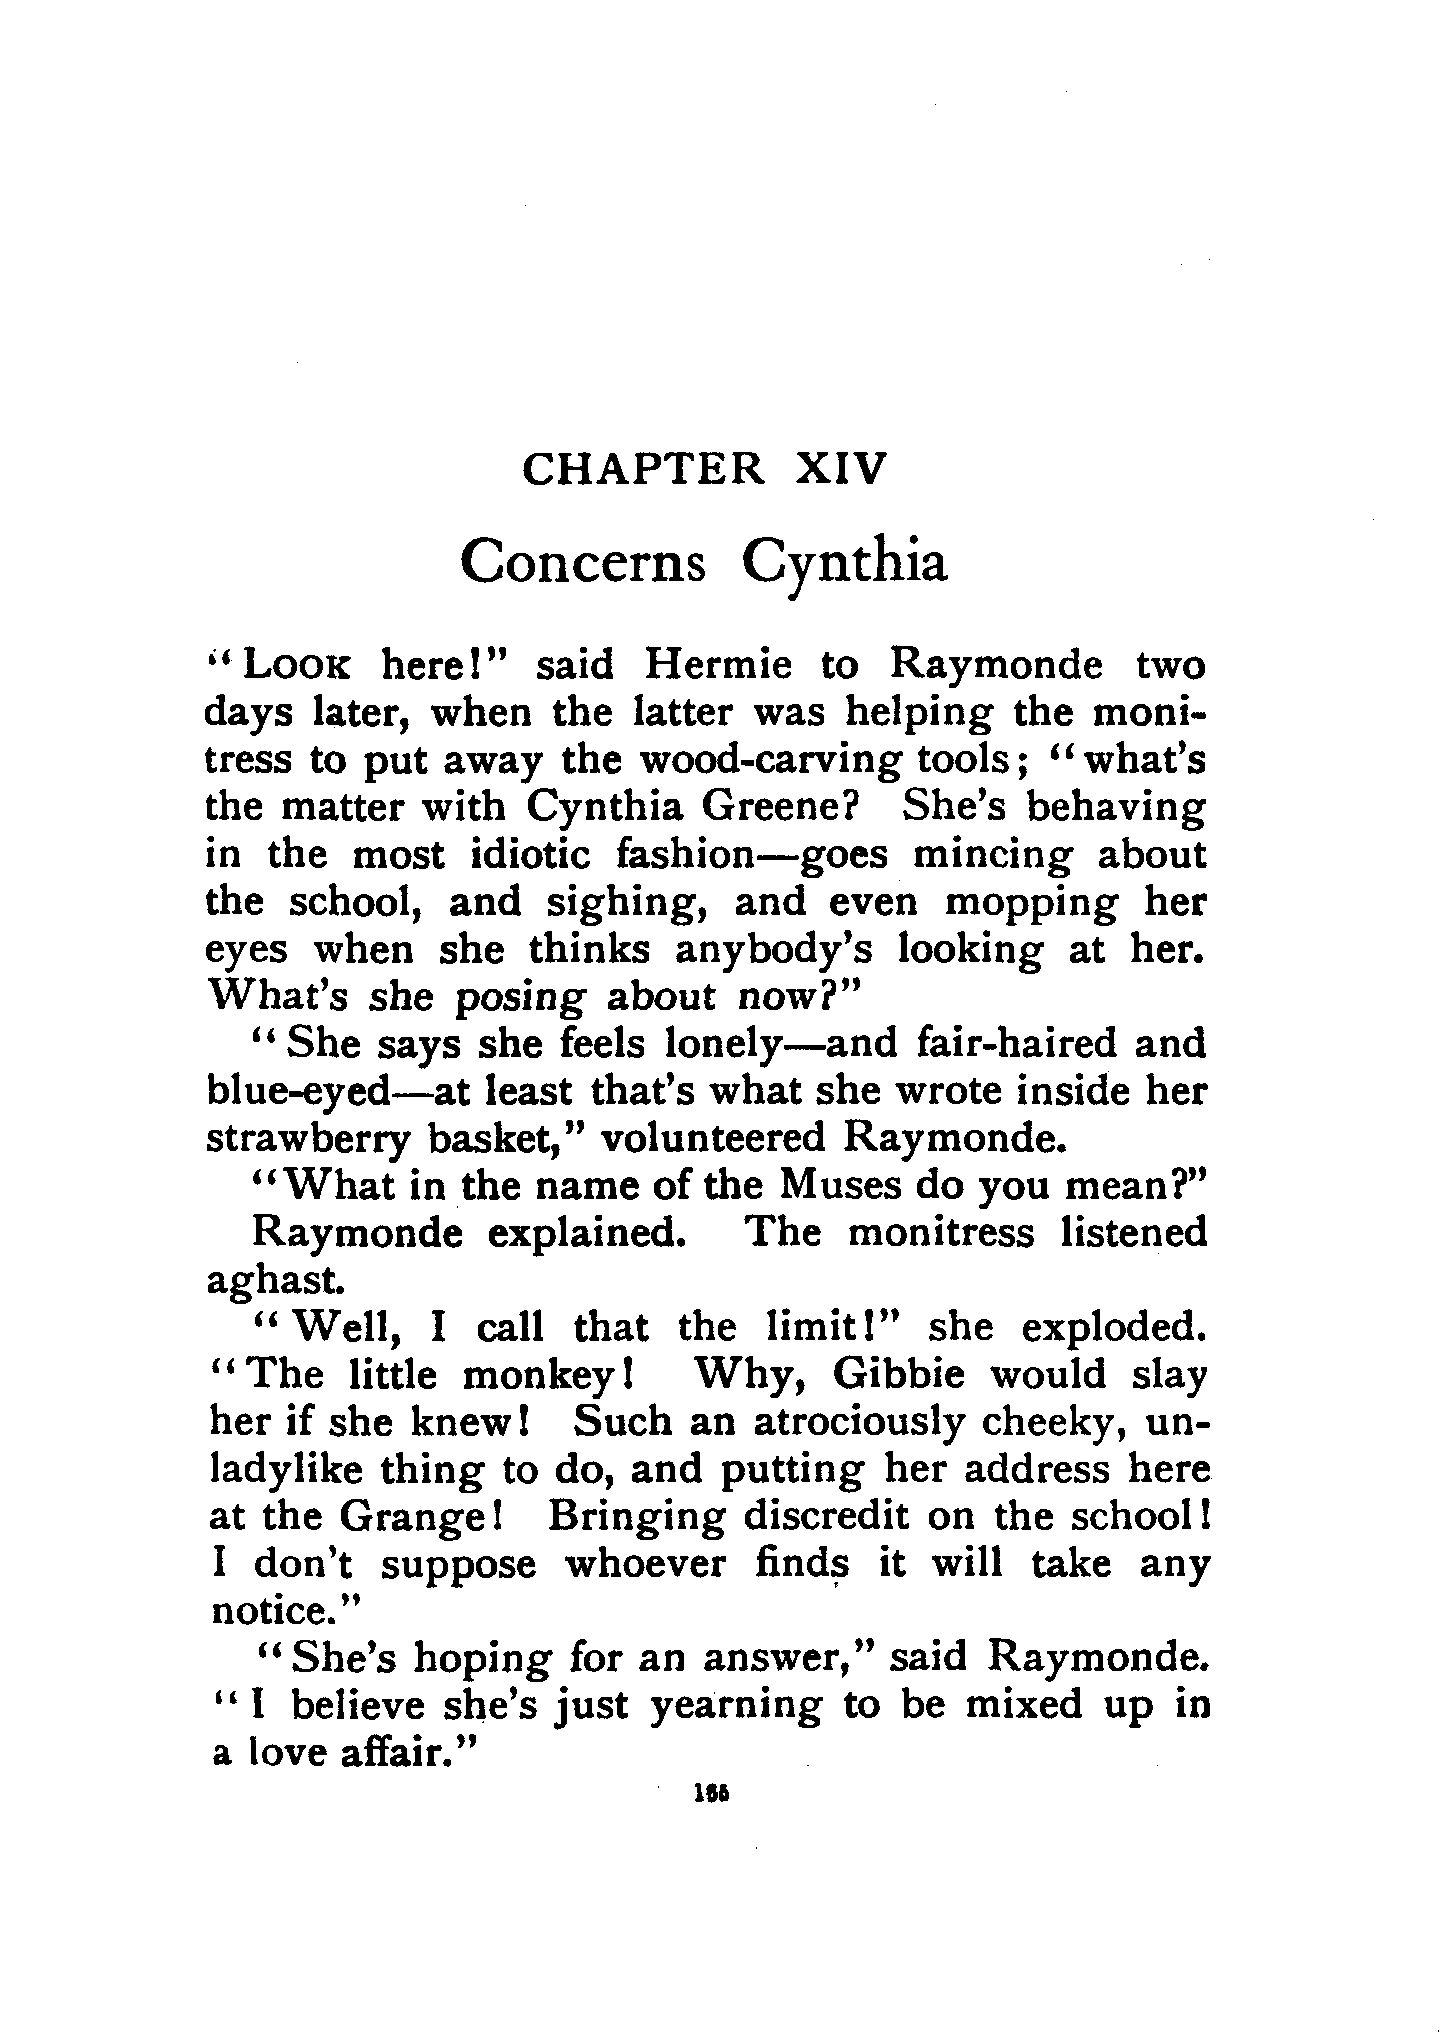 CHAPTER XIV
Concerns Cynthia
“LOOK here!” said Hermie to Raymonde two
days later, when the latter was helping the moni-
tress to put away the wood-carving tools; “what’s
the matter with Cynthia Greene? She’s behaving
in the most idiotic fashion—goes mincing about
the school, and sighing, and even mopping her
eyes when she thinks anybody’s looking at her.
What’s she posing about now?”
“She says she feels lonely—and fair-haired and
blue-eyed—at least that’s what she wrote inside her
strawberry basket,” volunteered Raymonde.
“What in the name of the Muses do you mean?”
Raymonde explained. The monitress listened
aghast.
“Well, I call that the limit!” she exploded.
“The little monkey! Why, Gibbie would slay
her if she knew! Such an atrociously cheeky, un-
ladylike thing to do, and putting her address here
at the Grange! Bringing discredit on the school!
I don’t suppose whoever finds it will take any
notice.”
“She’s hoping for an answer,” said Raymonde.
“I believe she’s just yearning to be mixed up in
a love affair.”